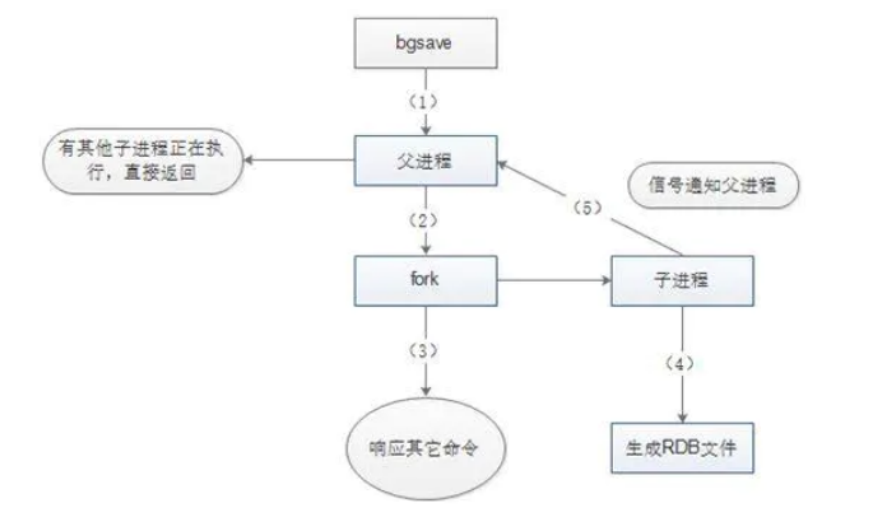 bgsave
（1）
有其他子进程正在执
行，直接返回
父进程
信号通知父进程
（5）
（2）
fork
子进程
（3）
（4）
响应其它命令
生成RDB文件